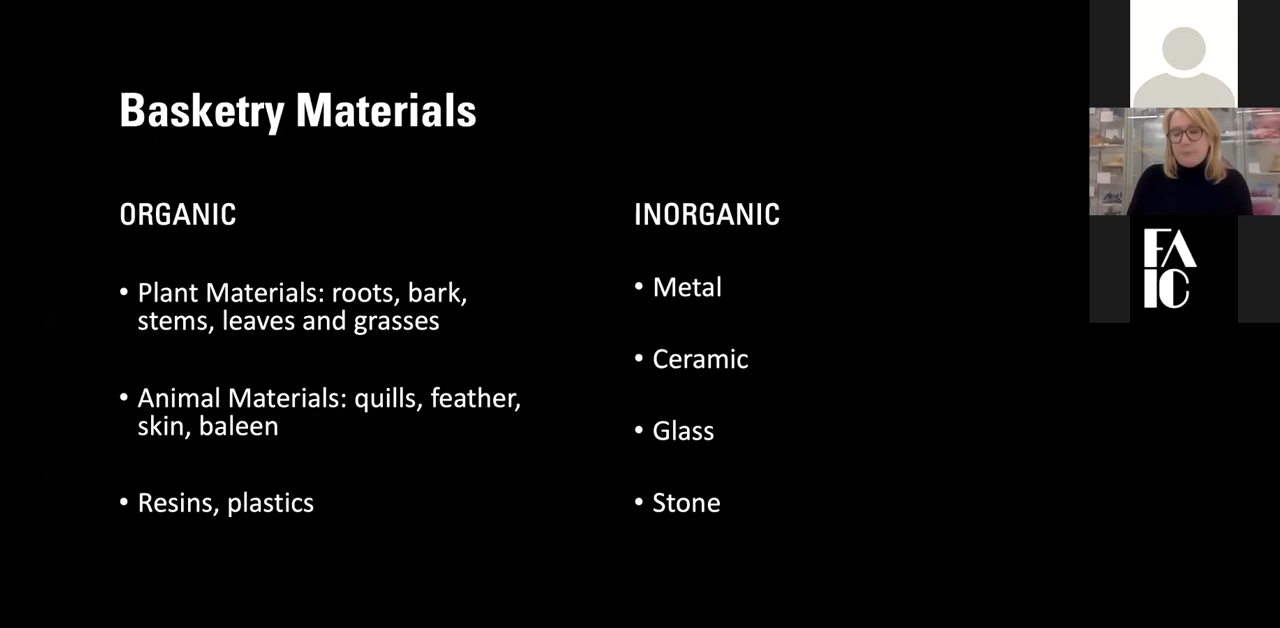 Basketry Materials
ORGANIC
• Plant Materials: roots, bark,
stems, leaves and grasses
• Animal Materials: quills, feather,
skin, baleen
• Resins, plastics
INORGANIC
• Metal
• Ceramic
• Glass
• Stone
FA
IC